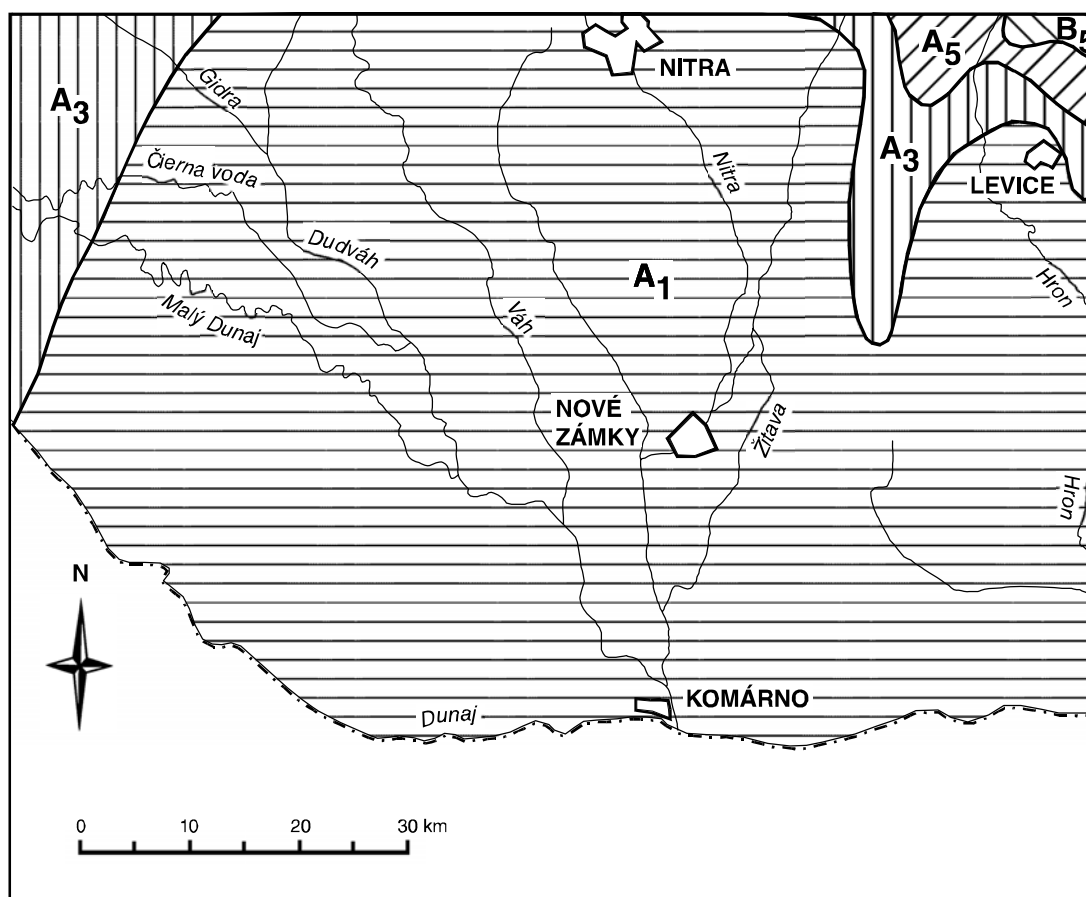 B5
A5
NITRA
Gidra
A3
A3
Čierna voda
Nitra
LEVICE
Dudváh
A1
Hron
Malý Dunaj
Váh
NOVÉ
ZÁMKY
Žitava
Hron
N
KOMÁRNO
Dunaj
0 10 20 30 km